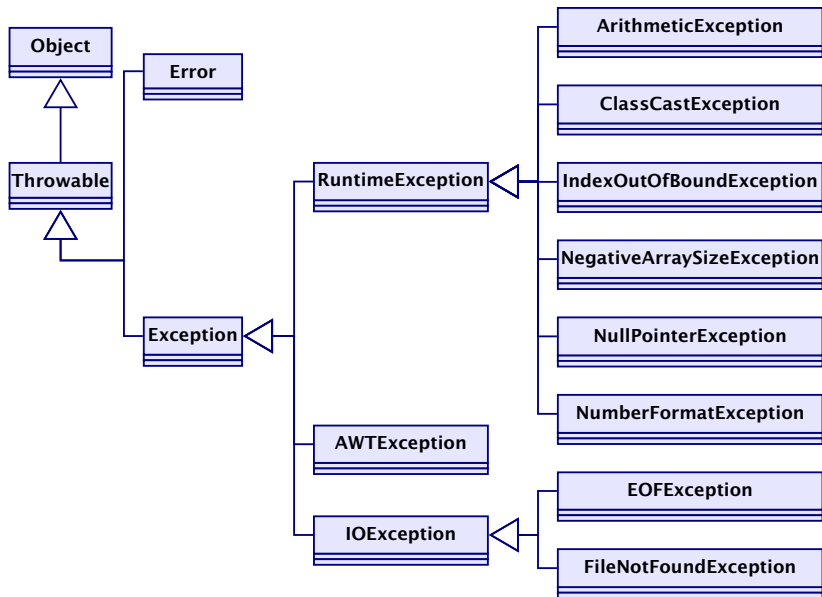 Object
Error
Throwable
Exception
RuntimeException
AWTException
IOException
ArithmeticException
ClassCastException
IndexOutOfBoundException
NegativeArraySizeException
NullPointerException
NumberFormatException
EOFException
FileNotFoundException